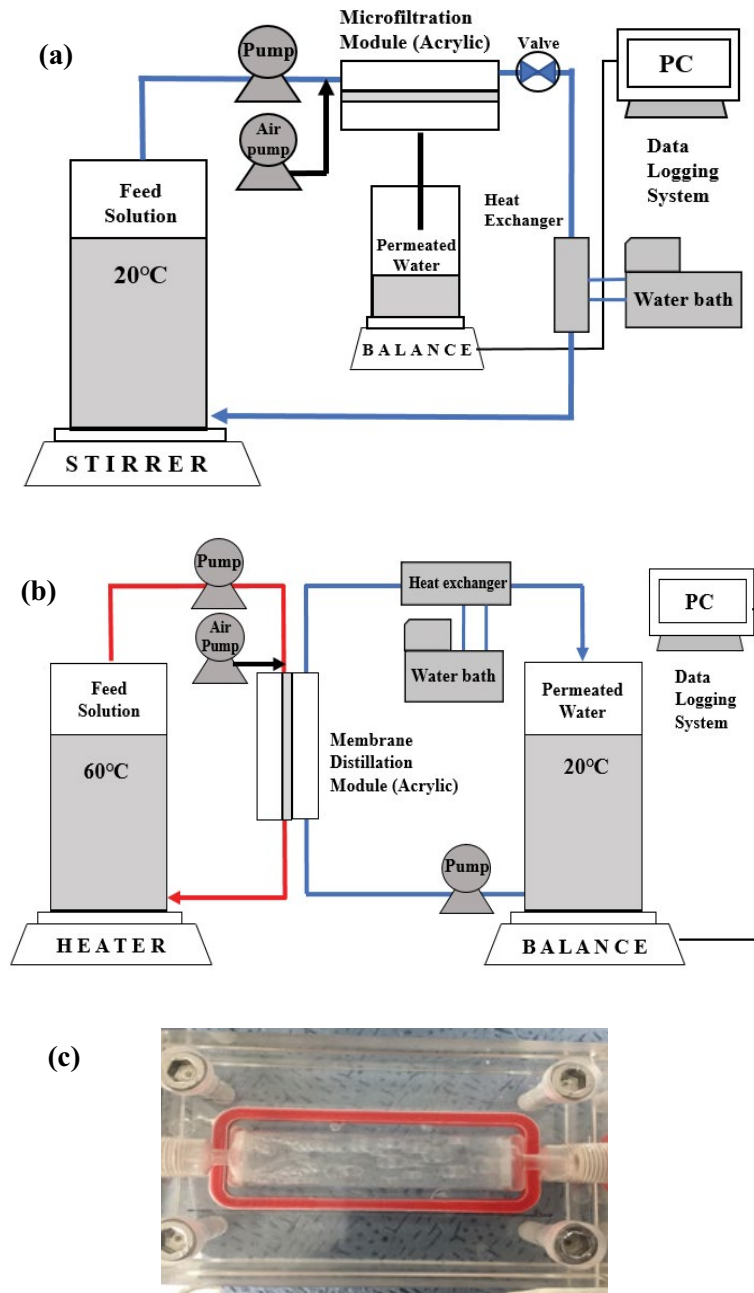 (a)
Microfiltration
Module (Acrylic)
Pump
Valve
PC
Air
pump
Data
Logging
System
Feed
Solution
Heat
Exchanger
Permeated
Water
20℃
Water bath
BALANCE
STIRRER
(b)
Pump
Heat exchanger
PC
Air
Pump
Water bath
Feed
Solution
Permeated
Water
Data
Logging
System
Membrane
Distillation
Module (Acrylic)
60℃
20℃
Pump
HEATER
BALANCE
(c)